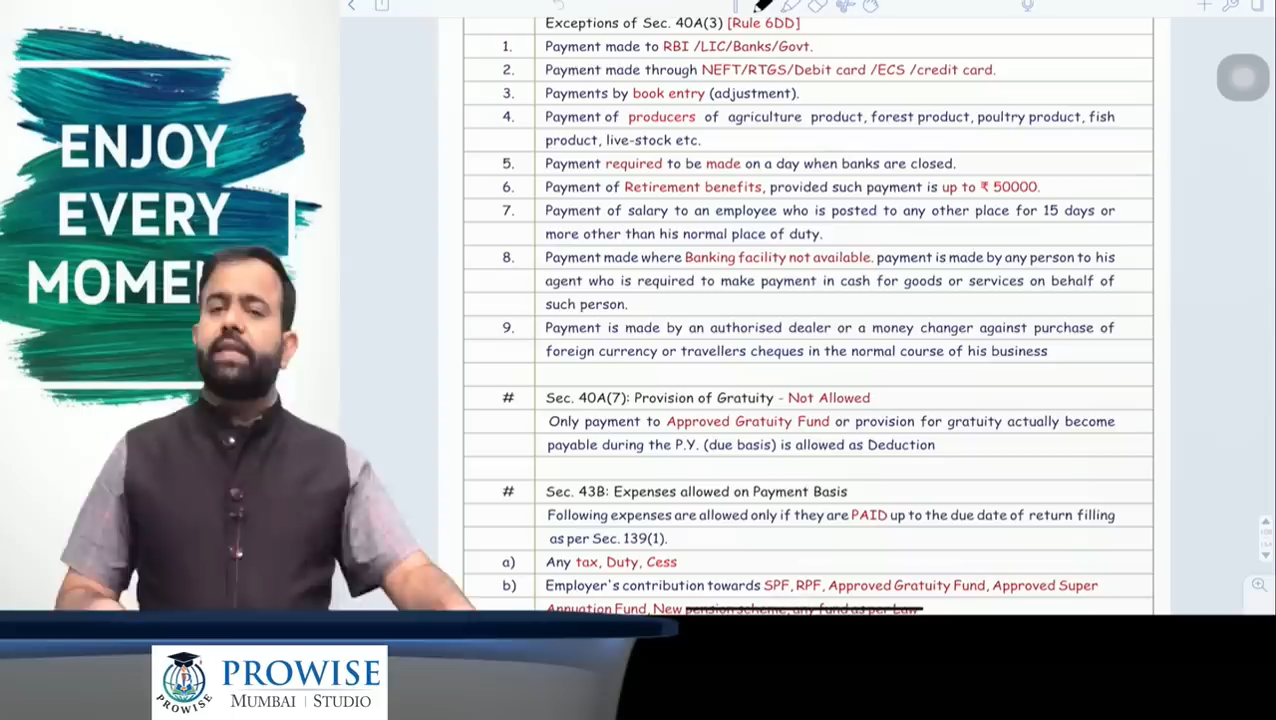 ENJOY
EVERY
MOME
Exceptions of Sec. 40A(3) [Rule 6DD]
1. Payment made to RBI /LIC/Banks/Govt.
2. Payment made through NEFT/RTGS/Debit card /ECS /credit card.
3. Payments by book entry (adjustment).
4. Payment of producers of agriculture product, forest product, poultry product, fish
product, live-stock etc.
5. Payment required to be made on a day when banks are closed.
6. Payment of Retirement benefits, provided such payment is up to ₹ 50000.
7. Payment of salary to an employee who is posted to any other place for 15 days or
more other than his normal place of duty.
8. Payment made where Banking facility not available. payment is made by any person to his
agent who is required to make payment in cash for goods or services on behalf of
such person.
9. Payment is made by an authorised dealer or a money changer against purchase of
foreign currency or travellers cheques in the normal course of his business
# Sec. 40A(7): Provision of Gratuity - Not Allowed
Only payment to Approved Gratuity Fund or provision for gratuity actually become
payable during the P.Y. (due basis) is allowed as Deduction
# Sec. 43B: Expenses allowed on Payment Basis
Following expenses are allowed only if they are PAID up to the due date of return filling
as per Sec. 139(1).
a) Any tax, Duty, Cess
b) Employer's contribution towards SPF, RPF, Approved Gratuity Fund, Approved Super
Annuation Fund, New pension scheme, any fund as per Law
PROWISE
PROWISE
MUMBAI | STUDIO